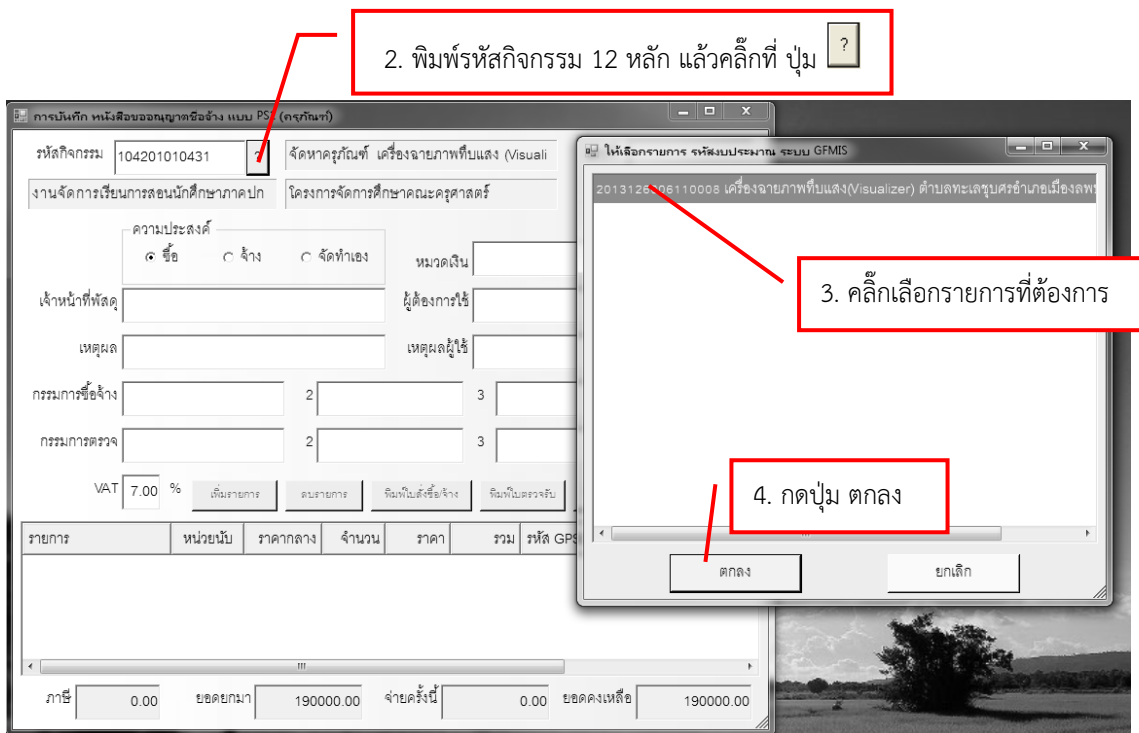 2. พิมพ์รหัสกิจกรรม 12 หลัก แล้วคลิ๊กที่ ปุ่ม ?
การบันทึก หนังสือขออนุญาตซื้อจ้าง แบบ PS1 (ครุภัณฑ์)
รหัสกิจกรรม 104201010431 ? จัดหาครุภัณฑ์ เครื่องฉายภาพทึบแสง (Visuali
งานจัดการเรียนการสอนนักศึกษาภาคปก โครงการจัดการศึกษาคณะครุศาสตร์
ความประสงค์
ซื้อ จ้าง จัดทำเอง หมวดเงิน
เจ้าหน้าที่พัสดุ ผู้ต้องการใช้
เหตุผล เหตุผลผู้ใช้
กรรมการซื้อจ้าง 2 3
กรรมการตรวจ 2 3
VAT 7.00 % เพิ่มรายการ ลบรายการ พิมพ์ใบสั่งซื้อ/จ้าง พิมพ์ใบตรวจรับ
รายการ หน่วยนับ ราคากลาง จำนวน ราคา รวม รหัส GPS
ภาษี 0.00 ยอดยกมา 190000.00 จ่ายครั้งนี้ 0.00 ยอดคงเหลือ 190000.00
ให้เลือกรายการ รหัสงบประมาณ ระบบ GFMIS
เครื่องฉายภาพทึบแสง(Visualizer) ตำบลทะเลชุบศรอำเภอเมืองลพบ
3. คลิ๊กเลือกรายการที่ต้องการ
4. กดปุ่ม ตกลง
ตกลง ยกเลิก